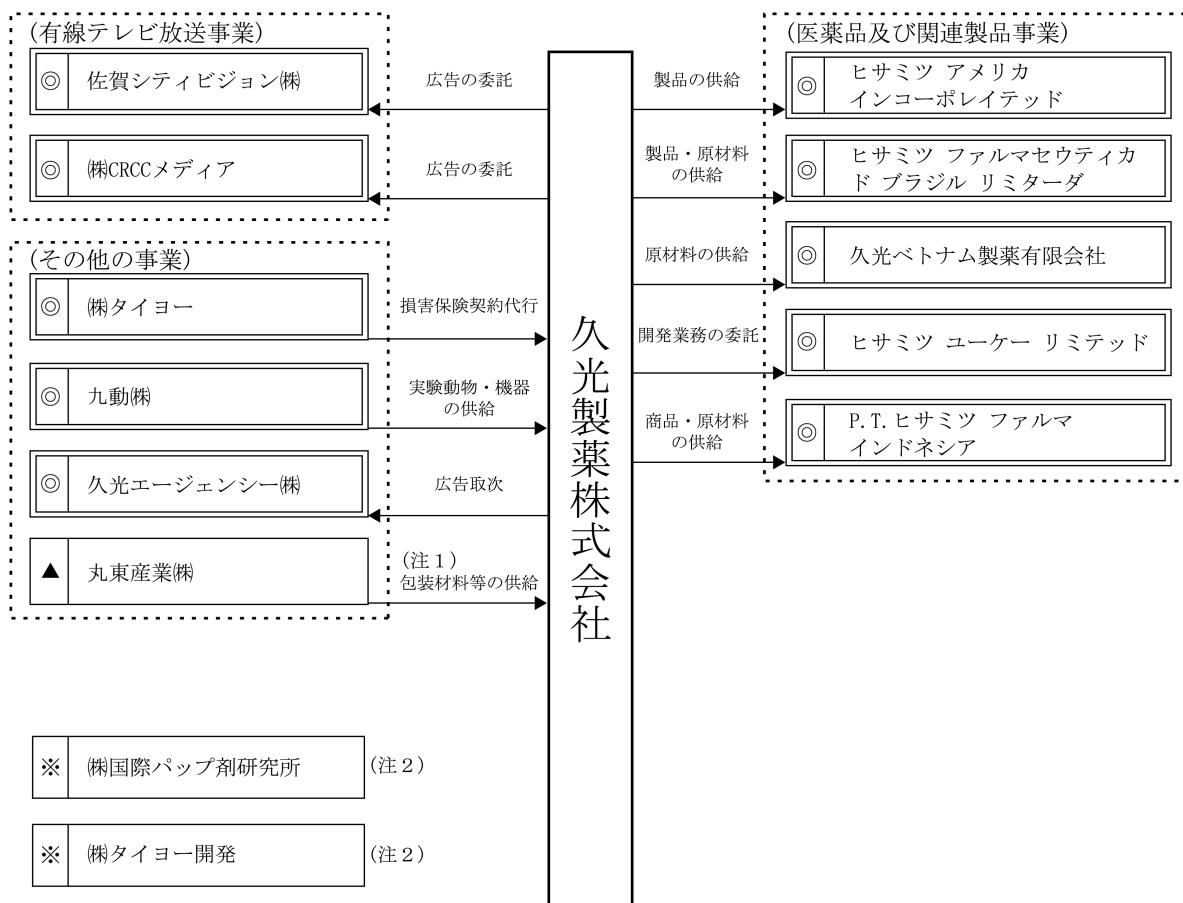 (有線テレビ放送事業)
◎ 佐賀シティビジョン㈱
広告の委託
◎ ㈱CRCCメディア
広告の委託
(その他の事業)
◎ ㈱タイヨー
損害保険契約代行
◎ 九動㈱
実験動物・機器
の供給
◎ 久光エージェンシー㈱
広告取次
▲ 丸東産業㈱
(注1)
包装材料等の供給
※ ㈱国際パップ剤研究所
(注2)
※ ㈱タイヨー開発
(注2)
久光製薬株式会社
(医薬品及び関連製品事業)
製品の供給
◎ ヒサミツ アメリカ
インコーポレイテッド
製品・原材料
の供給
◎ ヒサミツ ファルマセウティカ
ド ブラジル リミターダ
原材料の供給
◎ 久光ベトナム製薬有限会社
開発業務の委託
◎ ヒサミツ ユーケー リミテッド
商品・原材料
の供給
◎ P.T.ヒサミツ ファルマ
インドネシア